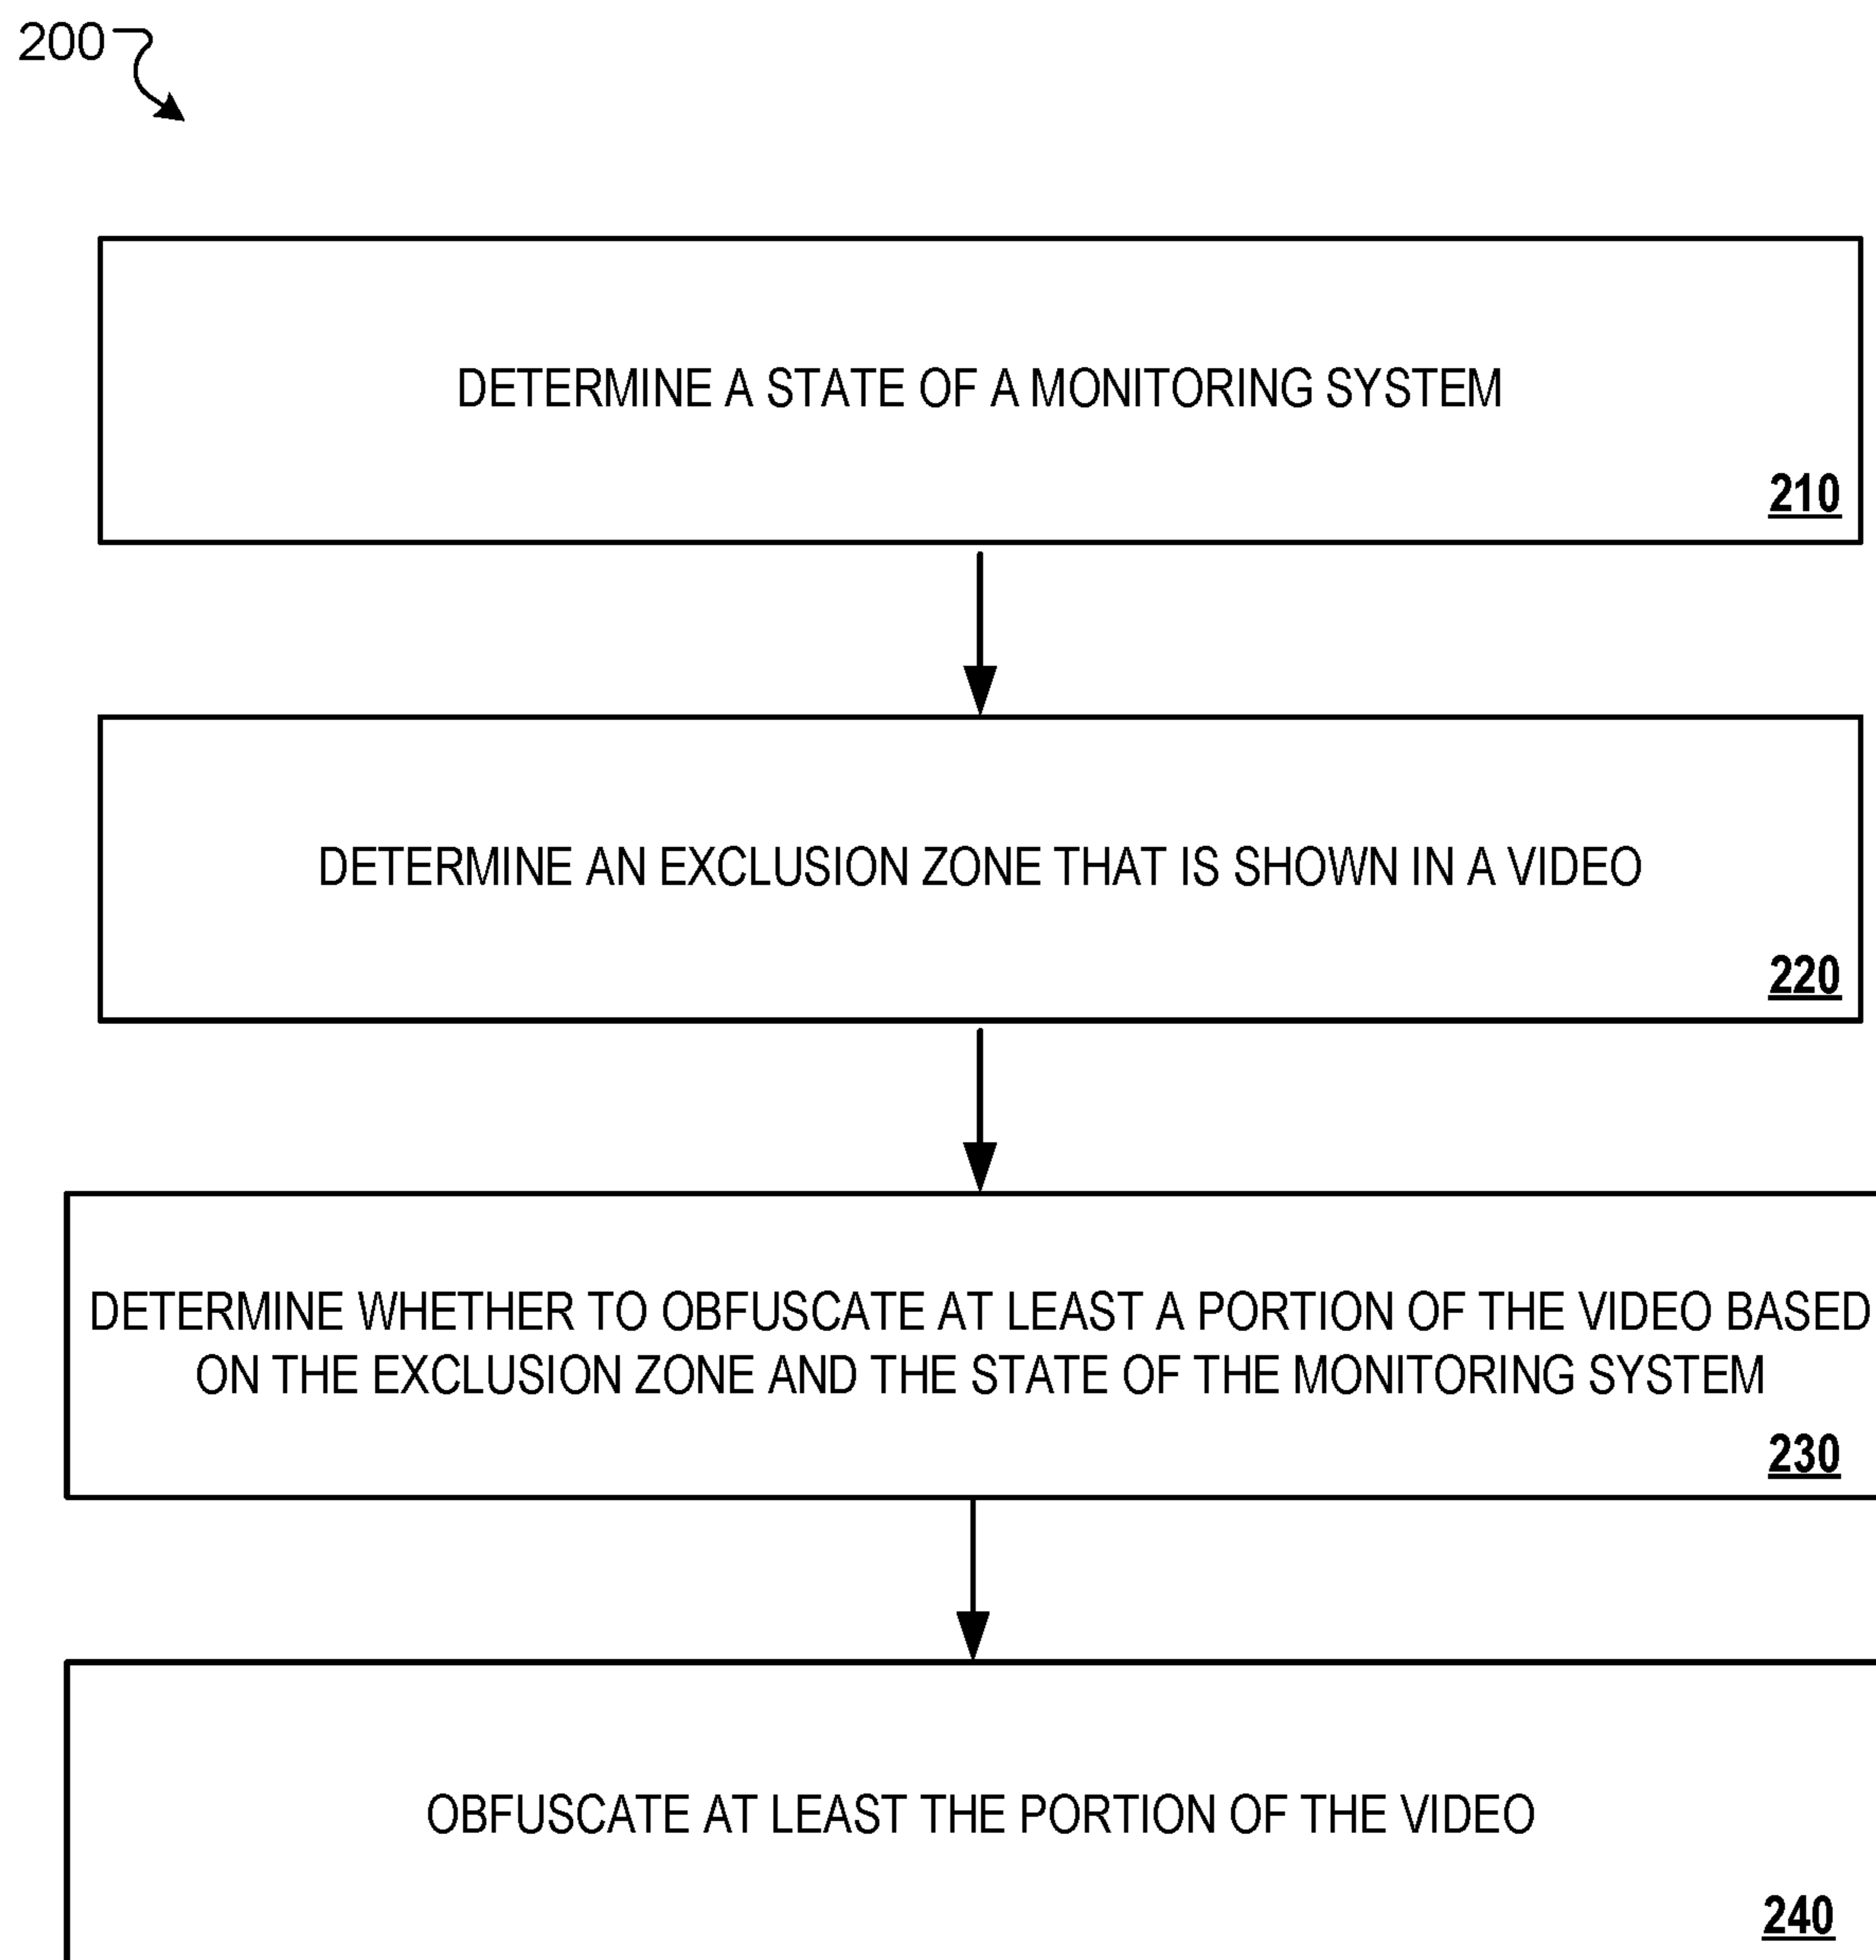 200
DETERMINE A STATE OF A MONITORING SYSTEM
210
DETERMINE AN EXCLUSION ZONE THAT IS SHOWN IN A VIDEO
220
DETERMINE WHETHER TO OBFUSCATE AT LEAST A PORTION OF THE VIDEO BASED
ON THE EXCLUSION ZONE AND THE STATE OF THE MONITORING SYSTEM
230
OBFUSCATE AT LEAST THE PORTION OF THE VIDEO
240